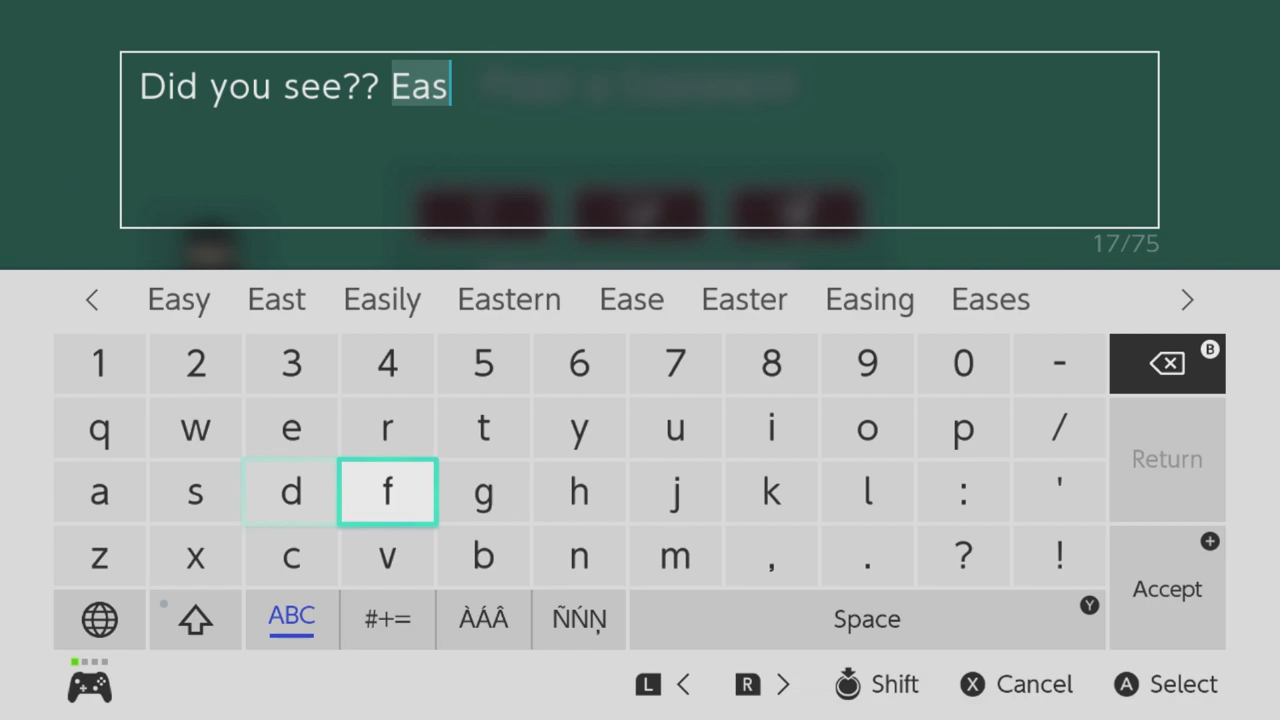 Did you see?? Eas
17/75
< Easy East Easily Eastern Ease Easter Easing Eases >
1 2 3 4 5 6 7 8 9 0 - B
q w e r t y u i o p /
Return
a s d f g h j k l : '
z x c v b n m , . ? ! +
Accept
ABC #+= ÀÁÂ ÑŃŅ Space Y
L < R > Shift X Cancel A Select